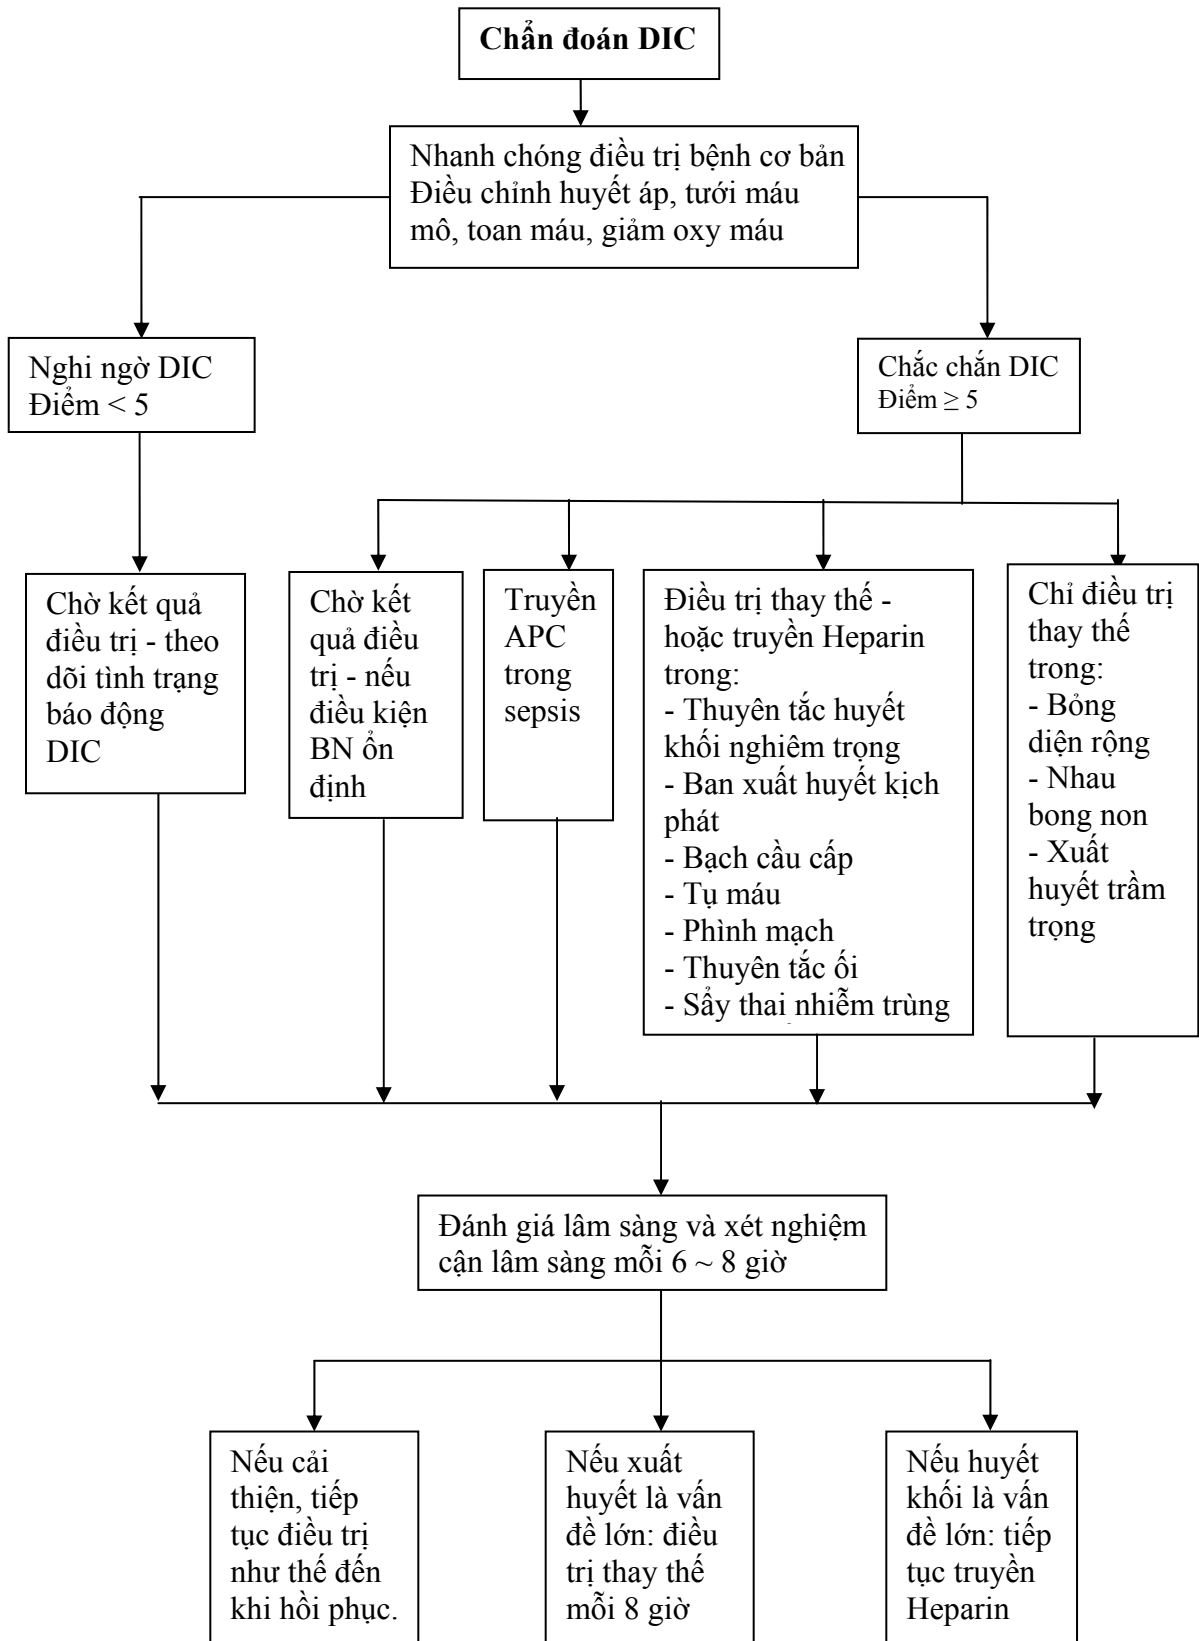 Chẩn đoán DIC
Nhanh chóng điều trị bệnh cơ bản
Điều chỉnh huyết áp, tưới máu
mô, toan máu, giảm oxy máu
Nghi ngờ DIC
Điểm < 5
Chắc chắn DIC
Điểm ≥ 5
Chờ kết quả
điều trị - theo
dõi tình trạng
báo động
DIC
Chờ kết
quả điều
trị - nếu
điều kiện
BN ổn
định
Truyền
APC
trong
sepsis
Điều trị thay thế -
hoặc truyền Heparin
trong:
- Thuyên tắc huyết
khối nghiêm trọng
- Ban xuất huyết kịch
phát
- Bạch cầu cấp
- Tụ máu
- Phình mạch
- Thuyên tắc ối
- Sẩy thai nhiễm trùng
Chỉ điều trị
thay thế
trong:
- Bỏng
diện rộng
- Nhau
bong non
- Xuất
huyết trầm
trọng
Đánh giá lâm sàng và xét nghiệm
cận lâm sàng mỗi 6 ~ 8 giờ
Nếu cải
thiện, tiếp
tục điều trị
như thế đến
khi hồi phục.
Nếu xuất
huyết là vấn
đề lớn: điều
trị thay thế
mỗi 8 giờ
Nếu huyết
khối là vấn
đề lớn: tiếp
tục truyền
Heparin